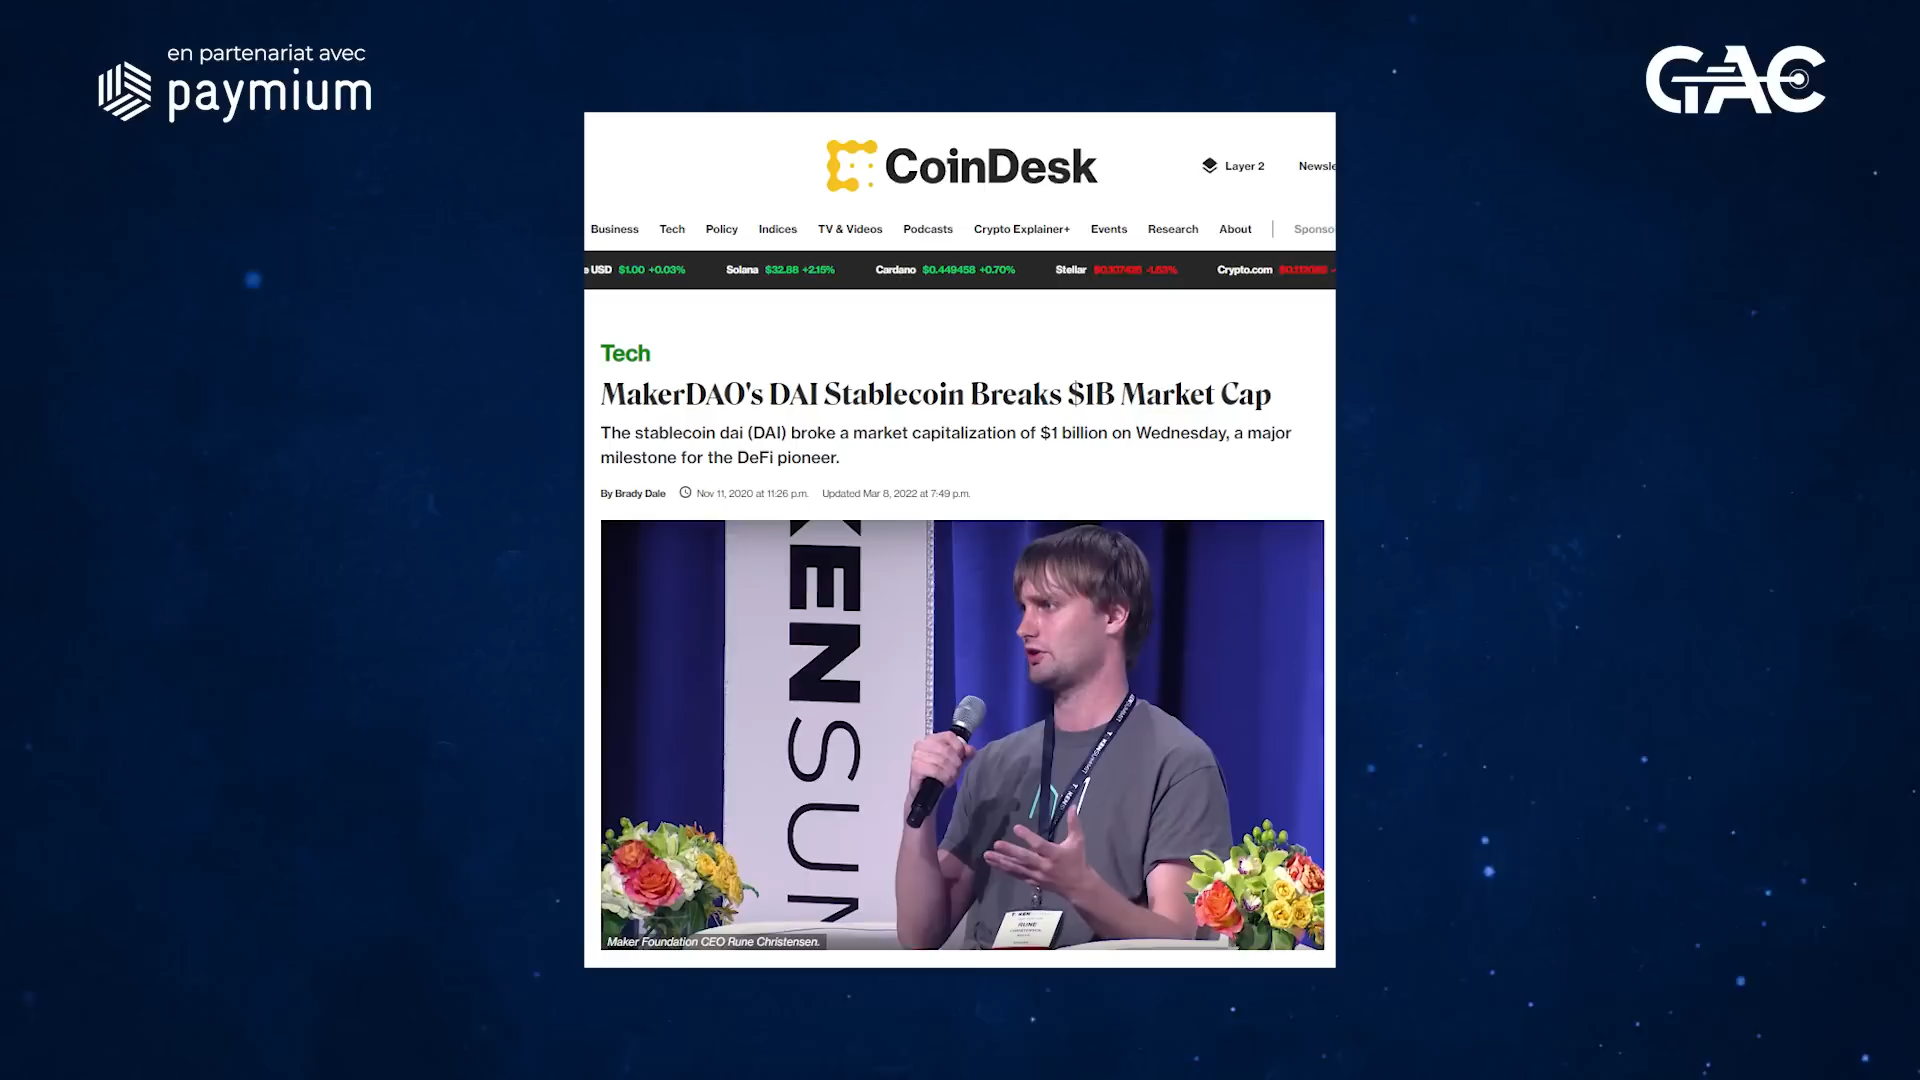 en partenariat avec
paymium
GAC
CoinDesk
Layer 2
Business Tech Policy Indices TV & Videos Podcasts Crypto Explainer+ Events Research About
USD $1.00 +0.03% Solana $32.88 +2.15% Cardano $0.449458 +0.70% Stellar Crypto.com
Tech
MakerDAO's DAI Stablecoin Breaks $1B Market Cap
The stablecoin dai (DAI) broke a market capitalization of $1 billion on Wednesday, a major
milestone for the DeFi pioneer.
By Brady Dale Nov 11, 2020 at 11:26 p.m. Updated Mar 8, 2022 at 7:49 p.m.
KENSUM
RUNE
Maker Foundation CEO Rune Christensen.